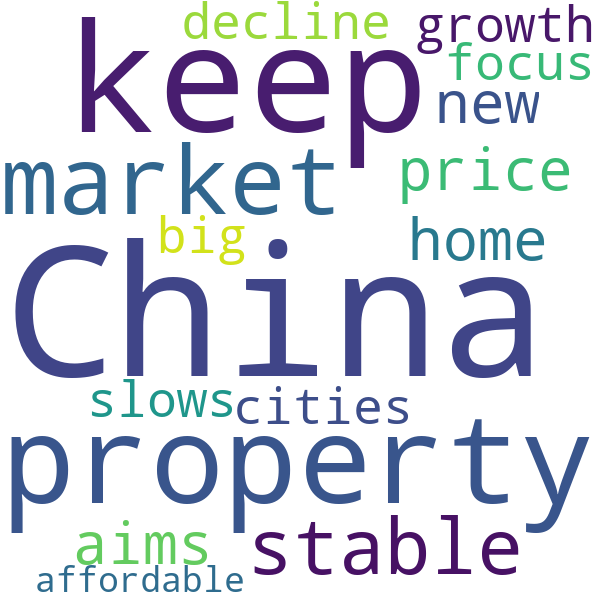 decline growth
keep focus
new
market price
big home
China
slows cities
property
aims stable
affordable